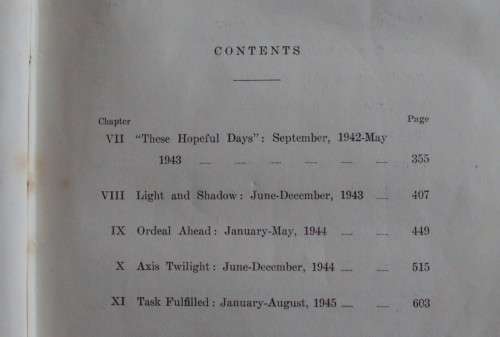 CONTENTS
Chapter Page
VII "These Hopeful Days": September, 1942-May
1943 355
VIII Light and Shadow: June-December, 1943 407
IX Ordeal Ahead: January-May, 1944 449
X Axis Twilight: June-December, 1944 515
XI Task Fulfilled: January-August, 1945 603